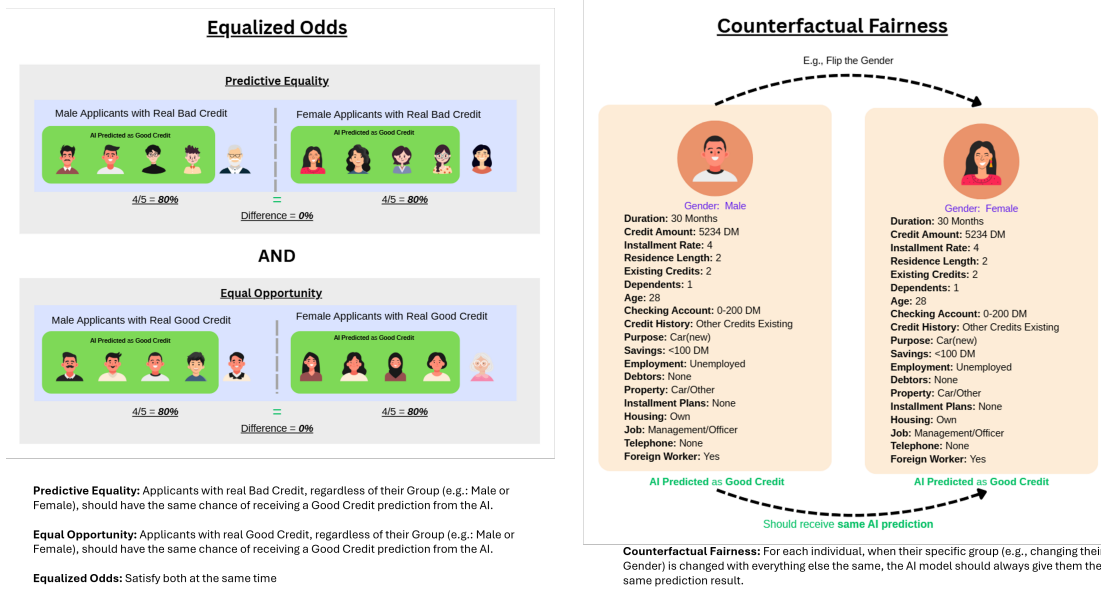 Equalized Odds
Predictive Equality
Male Applicants with Real Bad Credit
Female Applicants with Real Bad Credit
AI Predicted as Good Credit
AI Predicted as Good Credit
4/5 = 80%
=
4/5 = 80%
Difference = 0%
AND
Equal Opportunity
Male Applicants with Real Good Credit
Female Applicants with Real Good Credit
AI Predicted as Good Credit
AI Predicted as Good Credit
4/5 = 80%
=
4/5 = 80%
Difference = 0%
Predictive Equality: Applicants with real Bad Credit, regardless of their Group (e.g.: Male or
Female), should have the same chance of receiving a Good Credit prediction from the AI.
Equal Opportunity: Applicants with real Good Credit, regardless of their Group (e.g.: Male or
Female), should have the same chance of receiving a Good Credit prediction from the AI.
Equalized Odds: Satisfy both at the same time
Counterfactual Fairness
E.g., Flip the Gender
Gender: Male
Duration: 30 Months
Credit Amount: 5234 DM
Installment Rate: 4
Residence Length: 2
Existing Credits: 2
Dependents: 1
Age: 28
Checking Account: 0-200 DM
Credit History: Other Credits Existing
Purpose: Car(new)
Savings: <100 DM
Employment: Unemployed
Debtors: None
Property: Car/Other
Installment Plans: None
Housing: Own
Job: Management/Officer
Telephone: None
Foreign Worker: Yes
AI Predicted as Good Credit
Gender: Female
Duration: 30 Months
Credit Amount: 5234 DM
Installment Rate: 4
Residence Length: 2
Existing Credits: 2
Dependents: 1
Age: 28
Checking Account: 0-200 DM
Credit History: Other Credits Existing
Purpose: Car(new)
Savings: <100 DM
Employment: Unemployed
Debtors: None
Property: Car/Other
Installment Plans: None
Housing: Own
Job: Management/Officer
Telephone: None
Foreign Worker: Yes
AI Predicted as Good Credit
Should receive same AI prediction
Counterfactual Fairness: For each individual, when their specific group (e.g., changing their
Gender) is changed with everything else the same, the AI model should always give them the
same prediction result.